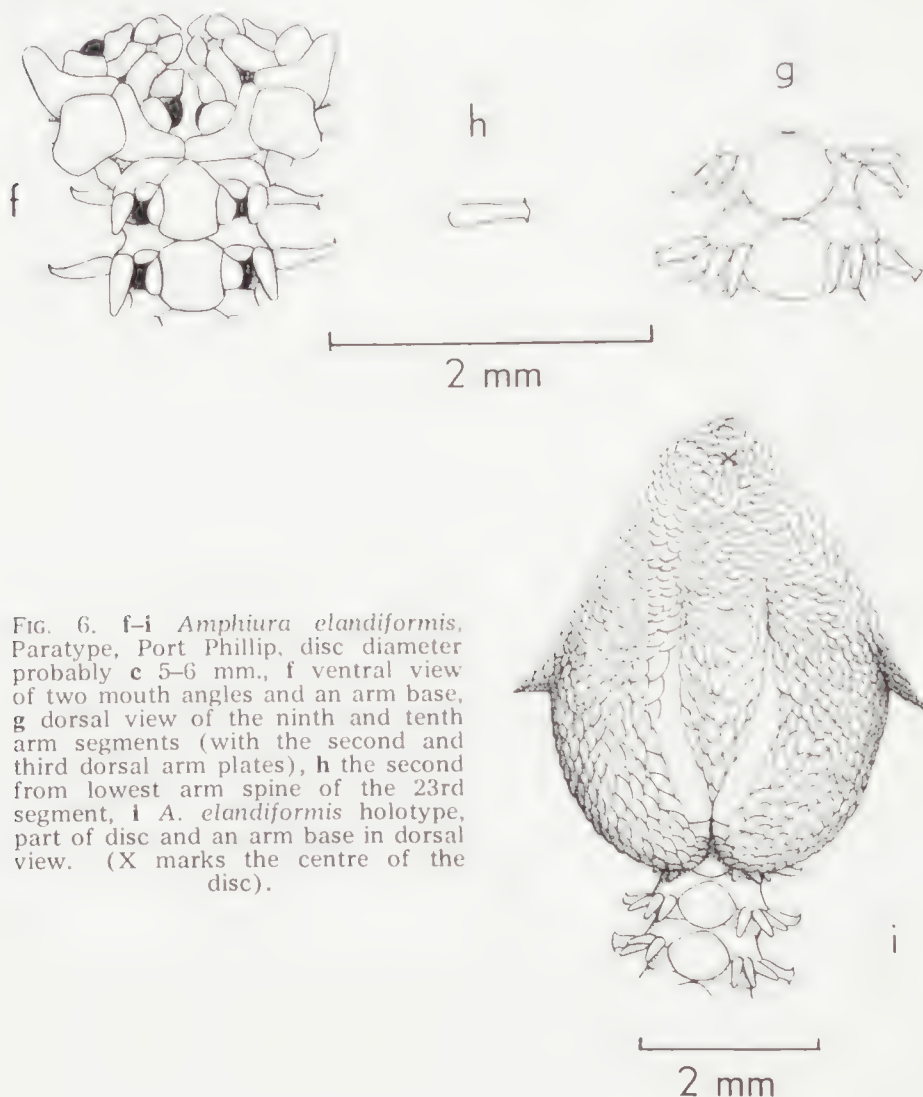 f
h
g
2 mm
FIG. 6. f–i Amphiura elandiformis,
Paratype, Port Phillip, disc diameter
probably c 5–6 mm., f ventral view
of two mouth angles and an arm base,
g dorsal view of the ninth and tenth
arm segments (with the second and
third dorsal arm plates), h the second
from lowest arm spine of the 23rd
segment, i A. elandiformis holotype,
part of disc and an arm base in dorsal
view. (X marks the centre of the
disc).
x
i
2 mm